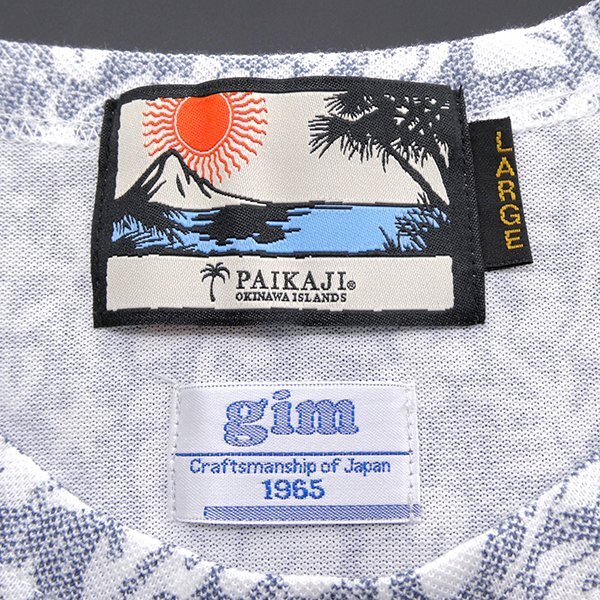 PAIKAJI®
OKINAWA ISLANDS
LARGE
gim
Craftsmanship of Japan
1965